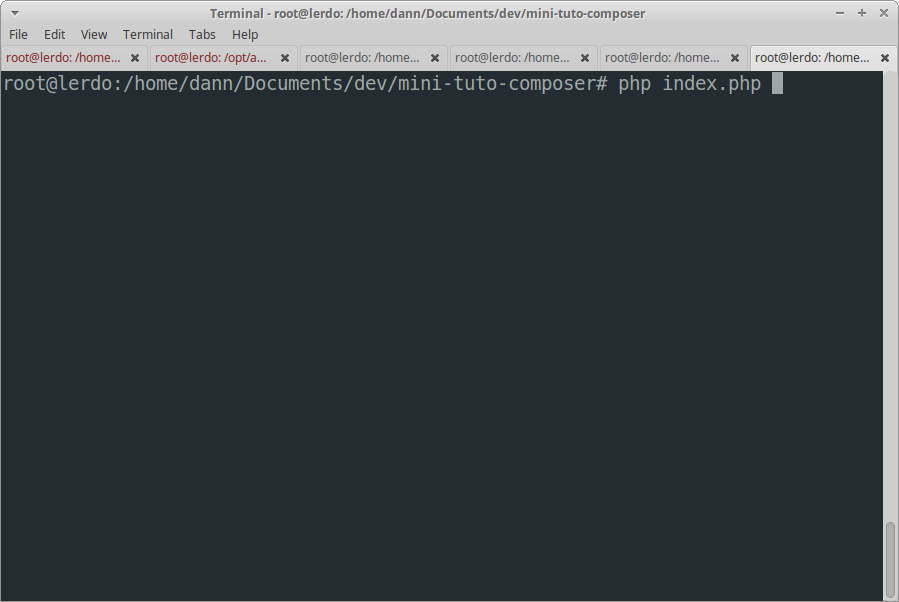 Terminal - root@lerdo: /home/dann/Documents/dev/mini-tuto-composer
File Edit View Terminal Tabs Help
root@lerdo: /home... root@lerdo: /opt/a... root@lerdo: /home... root@lerdo: /home... root@lerdo: /home... root@lerdo: /home...
root@lerdo:/home/dann/Documents/dev/mini-tuto-composer# php index.php